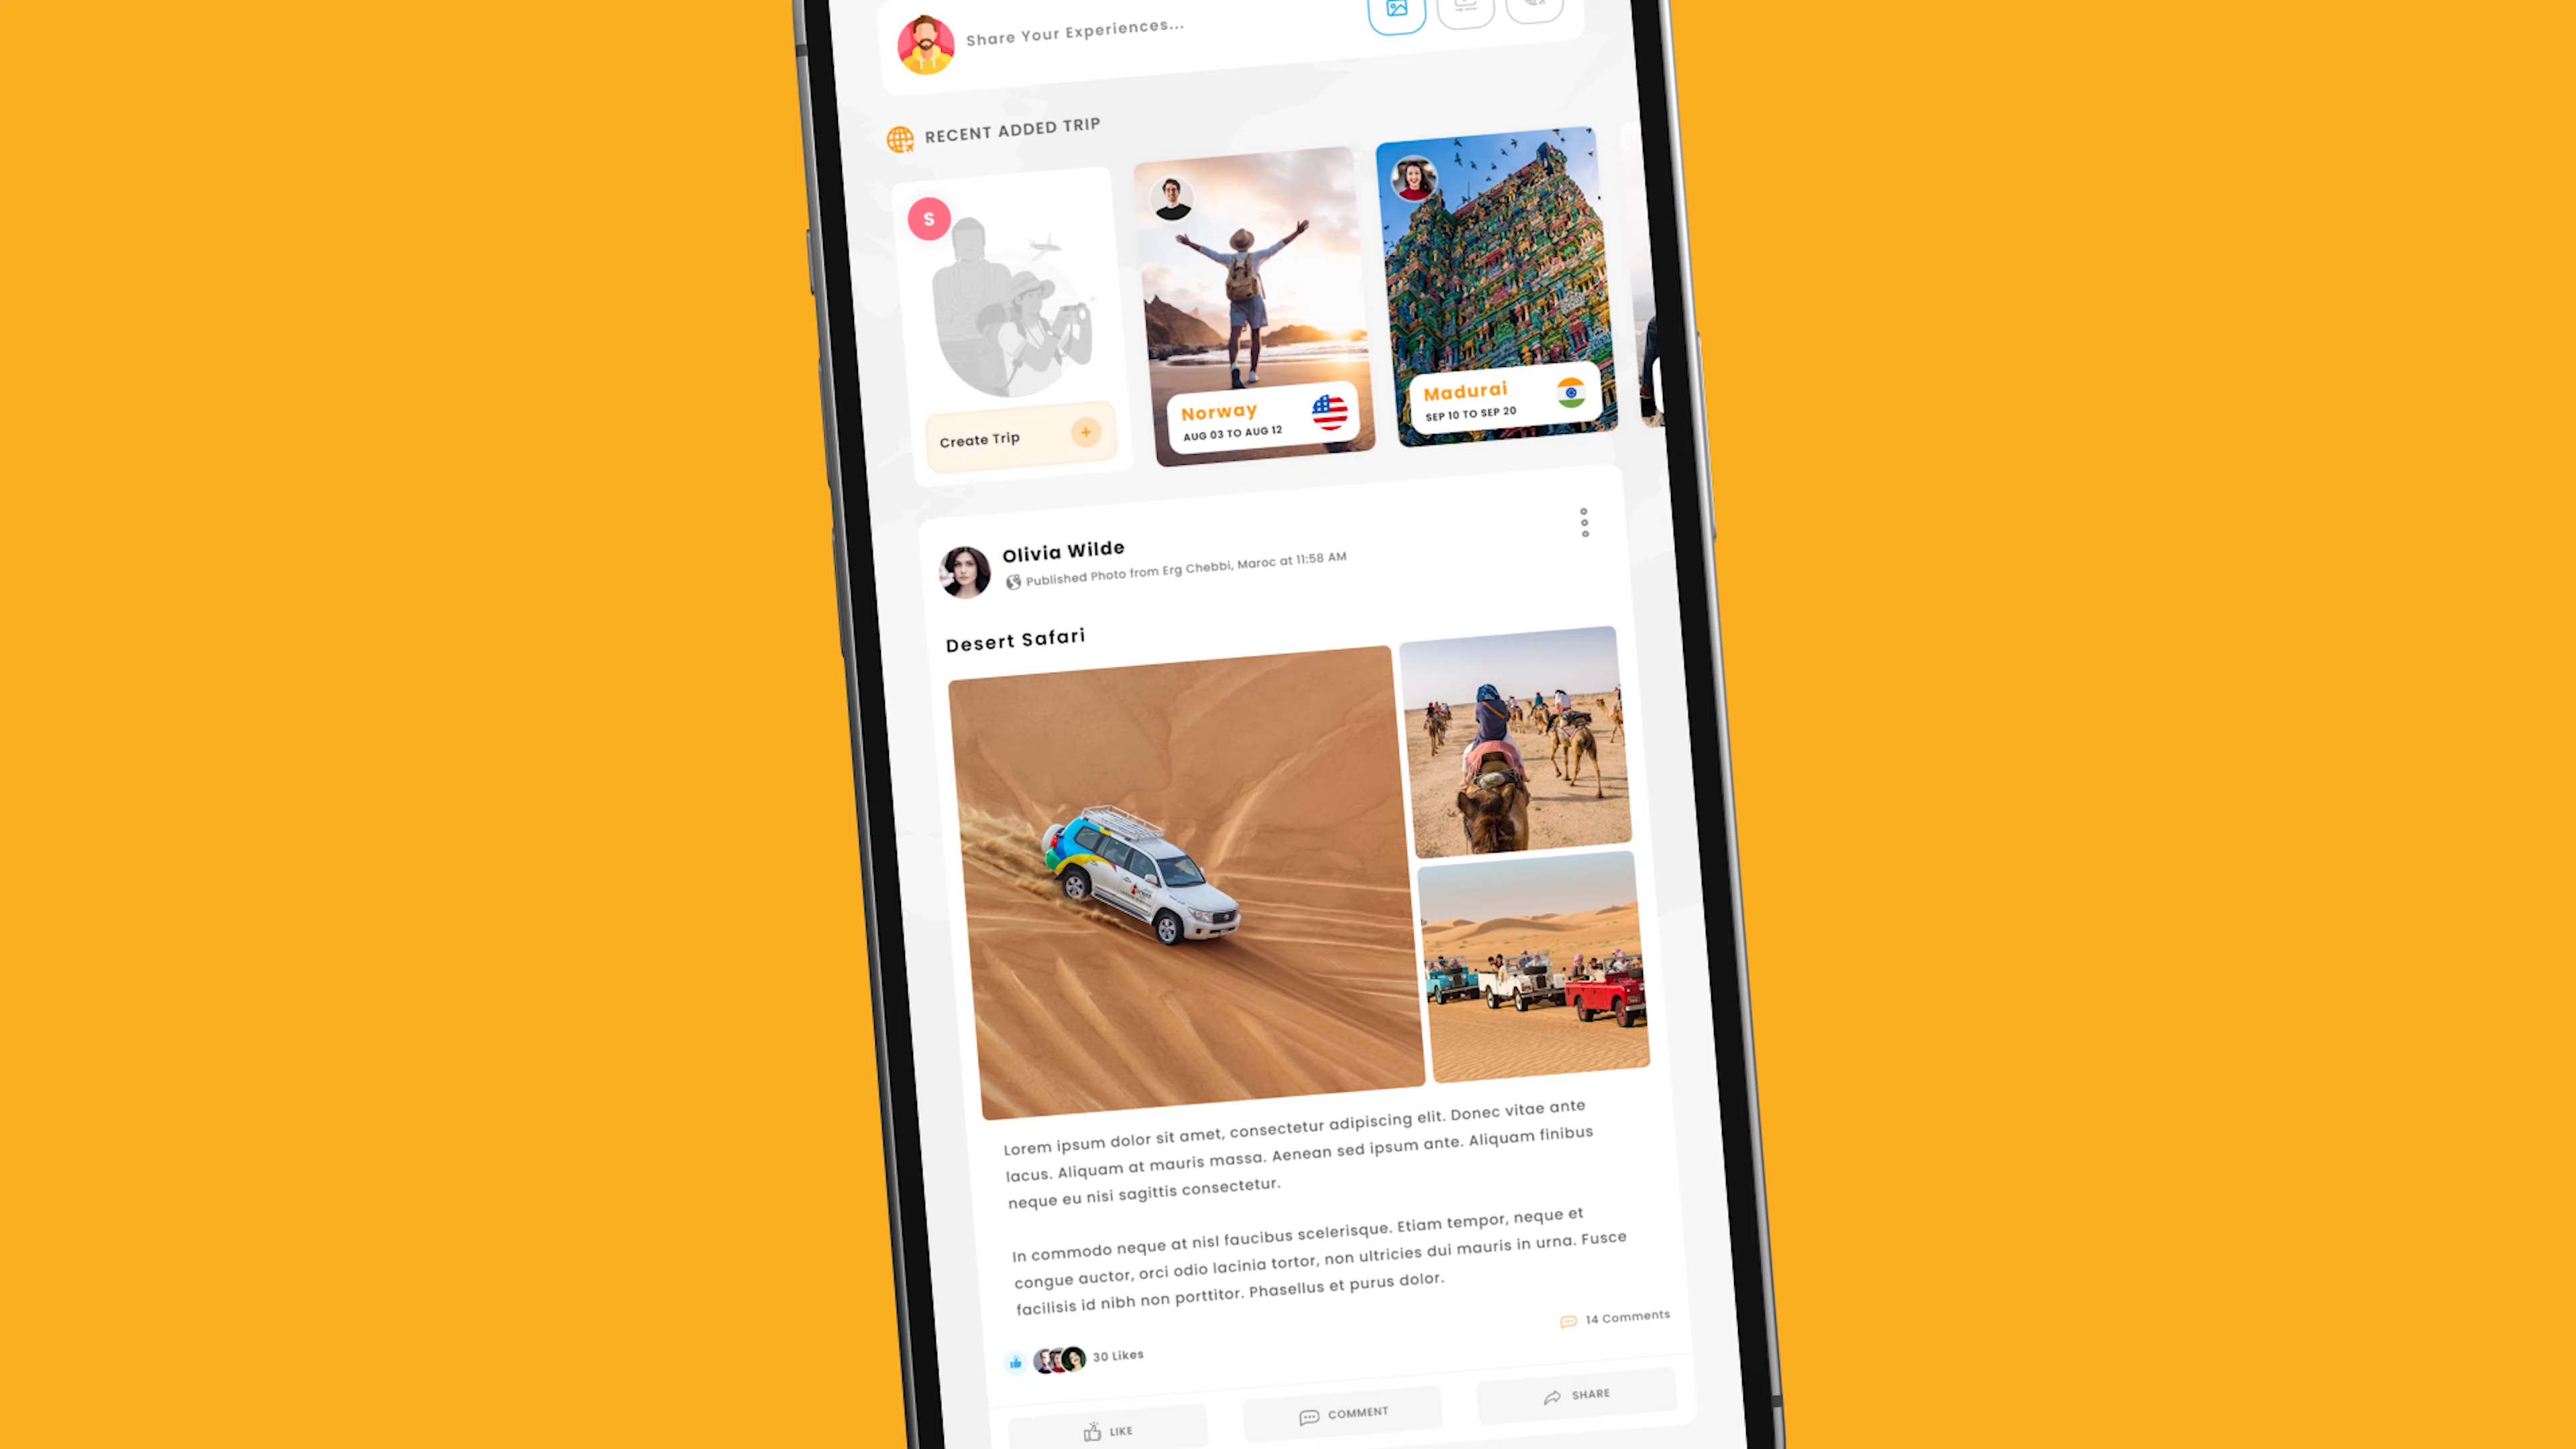 Share Your Experiences...
RECENT ADDED TRIP
S
Create Trip
+
Norway
AUG 03 TO AUG 12
Madurai
SEP 10 TO SEP 20
Olivia Wilde
Published Photo from Erg Chebbi, Maroc at 11:58 AM
Desert Safari
Lorem ipsum dolor sit amet, consectetur adipiscing elit. Donec vitae ante
lacus. Aliquam at mauris massa. Aenean sed ipsum ante. Aliquam finibus
neque eu nisi sagittis consectetur.
In commodo neque at nisl faucibus scelerisque. Etiam tempor, neque et
congue auctor, orci odio lacinia tortor, non ultricies dui mauris in urna. Fusce
facilisis id nibh non porttitor. Phasellus et purus dolor.
30 Likes
14 Comments
LIKE
COMMENT
SHARE